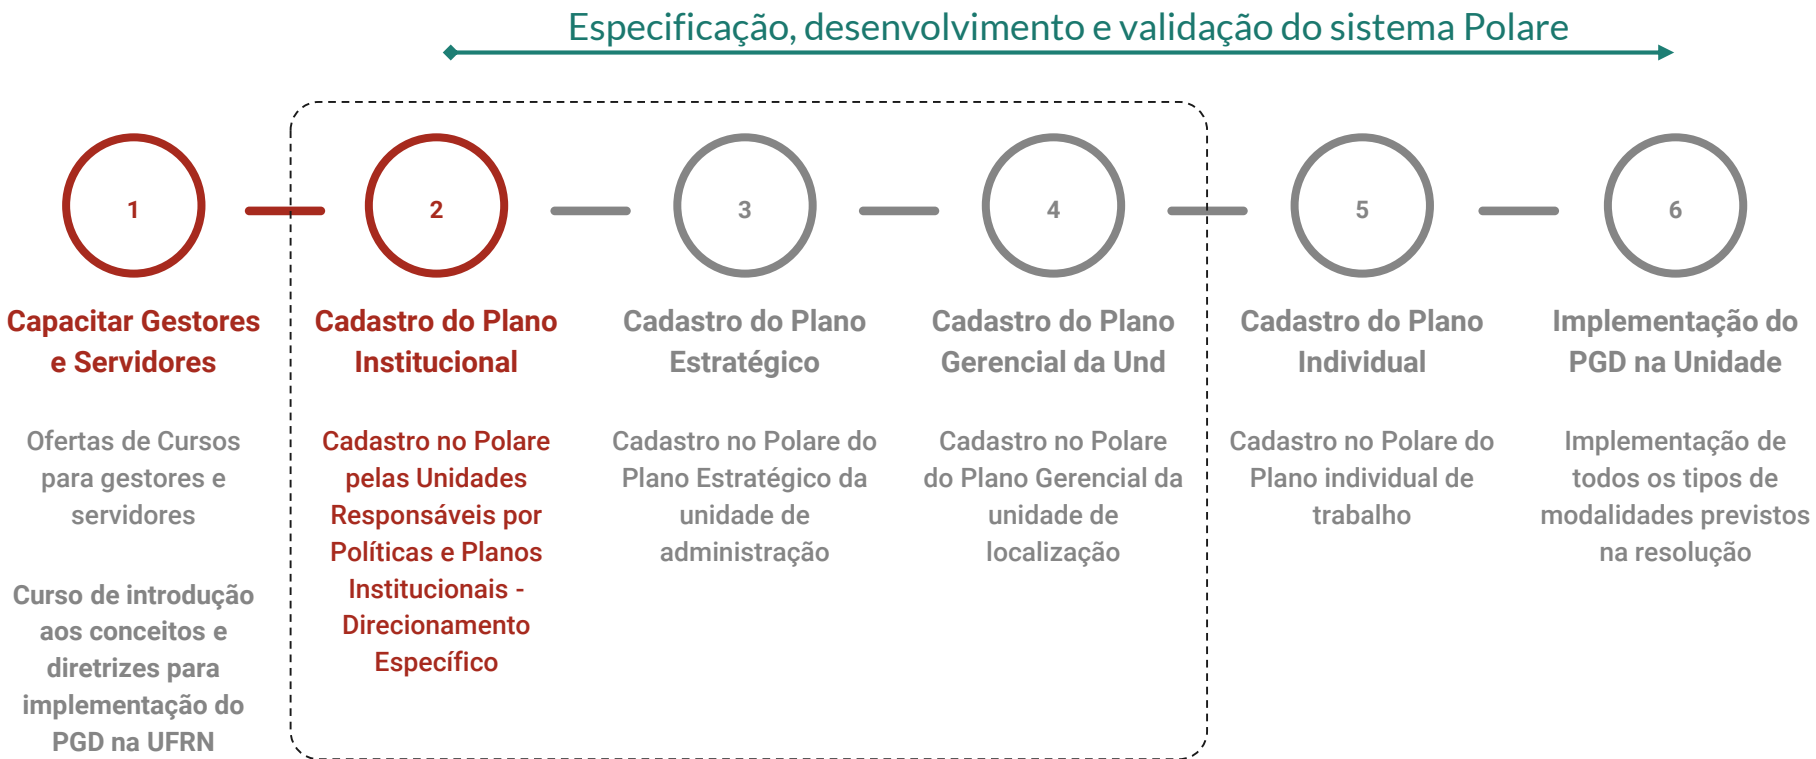 Especificação, desenvolvimento e validação do sistema Polare
1
Capacitar Gestores
e Servidores
Ofertas de Cursos
para gestores e
servidores
Curso de introdução
aos conceitos e
diretrizes para
implementação do
PGD na UFRN
2
Cadastro do Plano
Institucional
Cadastro no Polare
pelas Unidades
Responsáveis por
Políticas e Planos
Institucionais -
Direcionamento
Específico
3
Cadastro do Plano
Estratégico
Cadastro no Polare do
Plano Estratégico da
unidade de
administração
4
Cadastro do Plano
Gerencial da Und
Cadastro no Polare
do Plano Gerencial da
unidade de
localização
5
Cadastro do Plano
Individual
Cadastro no Polare do
Plano individual de
trabalho
6
Implementação do
PGD na Unidade
Implementação de
todos os tipos de
modalidades previstos
na resolução